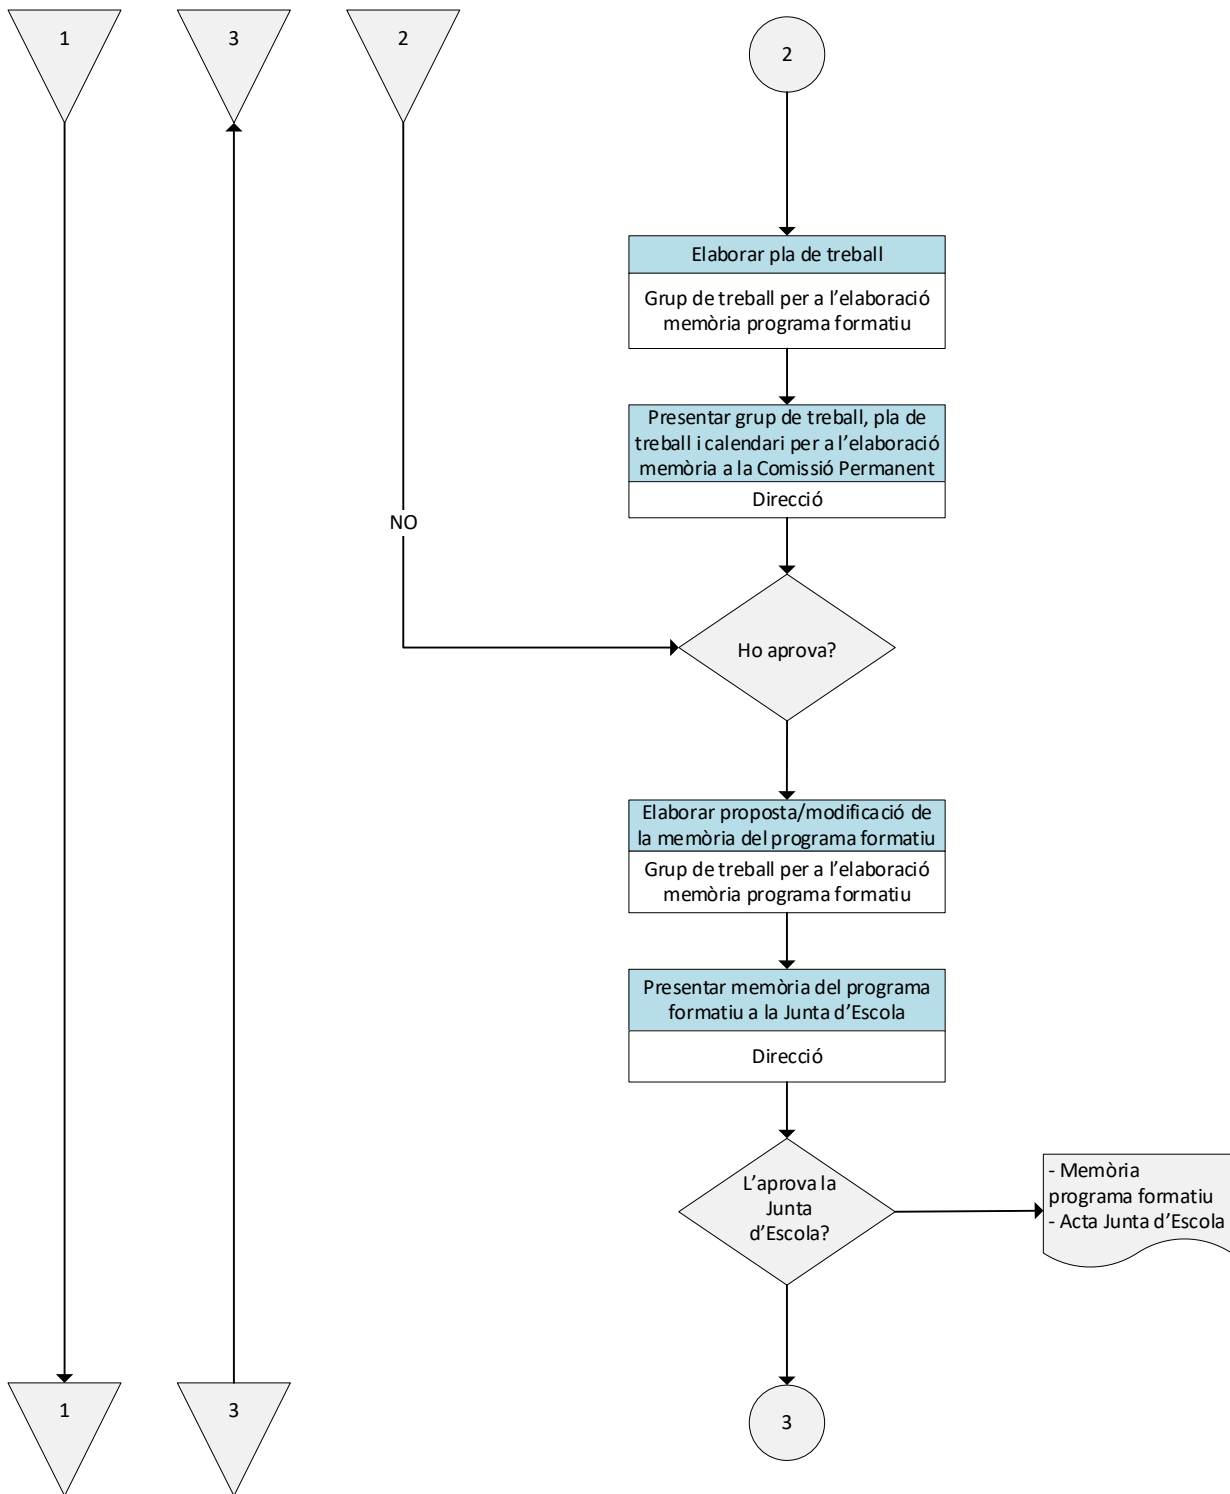 1
3
2
2
Elaborar pla de treball
Grup de treball per a l’elaboració
memòria programa formatiu
Presentar grup de treball, pla de
treball i calendari per a l’elaboració
memòria a la Comissió Permanent
Direcció
NO
Ho aprova?
Elaborar proposta/modificació de
la memòria del programa formatiu
Grup de treball per a l’elaboració
memòria programa formatiu
Presentar memòria del programa
formatiu a la Junta d’Escola
Direcció
L’aprova la
Junta
d’Escola?
- Memòria
programa formatiu
- Acta Junta d’Escola
1
3
3